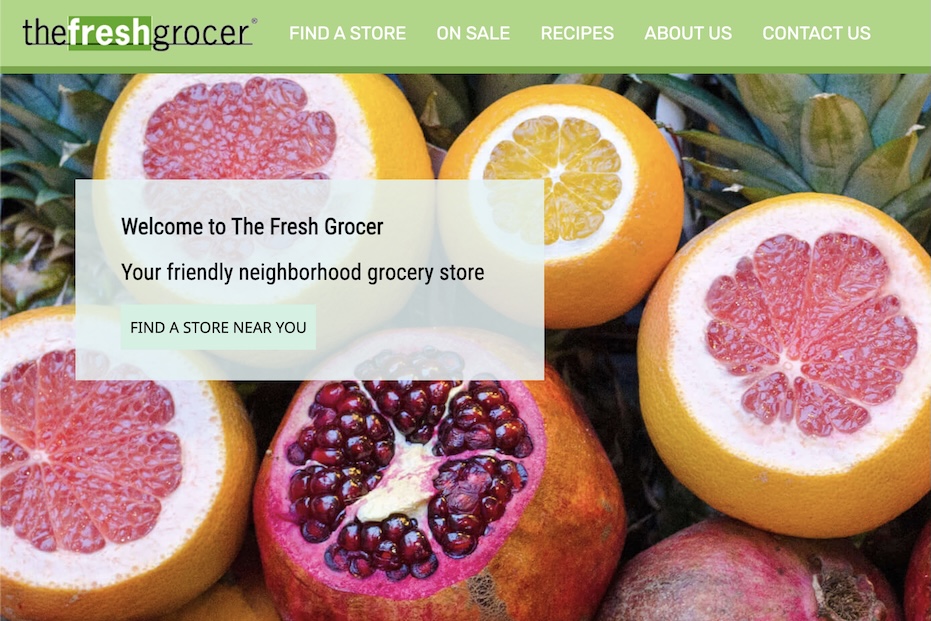 thefreshgrocer®
FIND A STORE
ON SALE
RECIPES
ABOUT US
CONTACT US
Welcome to The Fresh Grocer
Your friendly neighborhood grocery store
FIND A STORE NEAR YOU